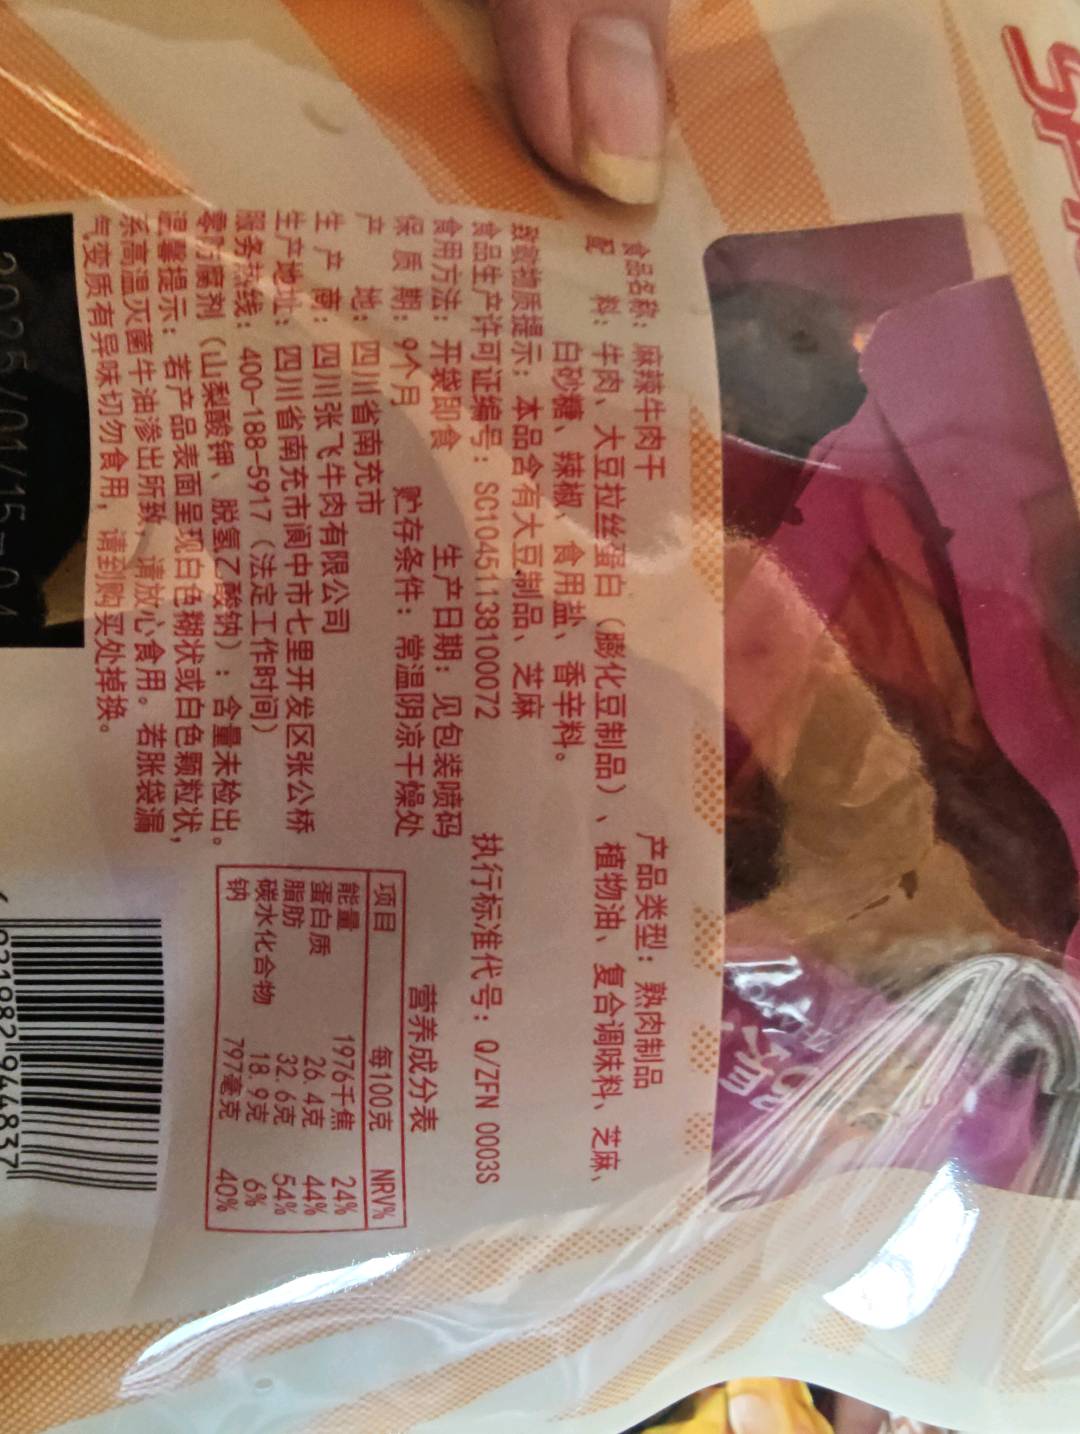 食品名称：麻辣牛肉干 产品类型：熟肉制品
配 料：牛肉、大豆拉丝蛋白（膨化豆制品）、植物油、复合调味料、芝麻、
白砂糖、辣椒、食用盐、香辛料。
致敏物质提示：本品含有大豆制品、芝麻
食品生产许可证编号：SC10451138100072 执行标准代号：Q/ZFN 0003S
食用方法：开袋即食 生产日期：见包装喷码
保 质 期：9个月 贮存条件：常温阴凉干燥处
产 地：四川省南充市
生 产 商：四川张飞牛肉有限公司
生产地址：四川省南充市阆中市七里开发区张公桥
服务热线：400-188-5917（法定工作时间）
零防腐剂（山梨酸钾、脱氢乙酸钠）：含量未检出。
温馨提示：若产品表面呈现白色糊状或白色颗粒状，
系高温灭菌牛油渗出所致，请放心食用。若胀袋漏
气变质有异味切勿食用，请到购买处掉换。
营养成分表
项目 每100克 NRV%
能量 1976千焦 24%
蛋白质 26.4克 44%
脂肪 32.6克 54%
碳水化合物 18.9克 6%
钠 797毫克 40%
2025/01/15